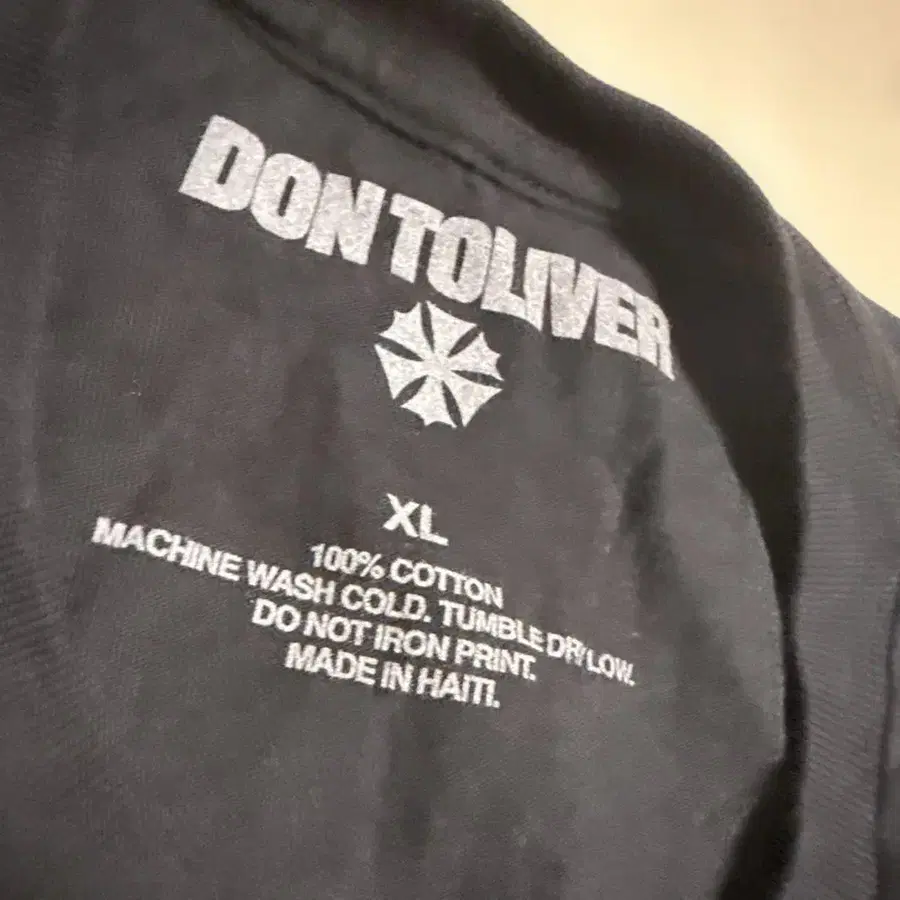 DON TOLIVER
XL
100% COTTON
MACHINE WASH COLD. TUMBLE DRY LOW.
DO NOT IRON PRINT.
MADE IN HAITI.